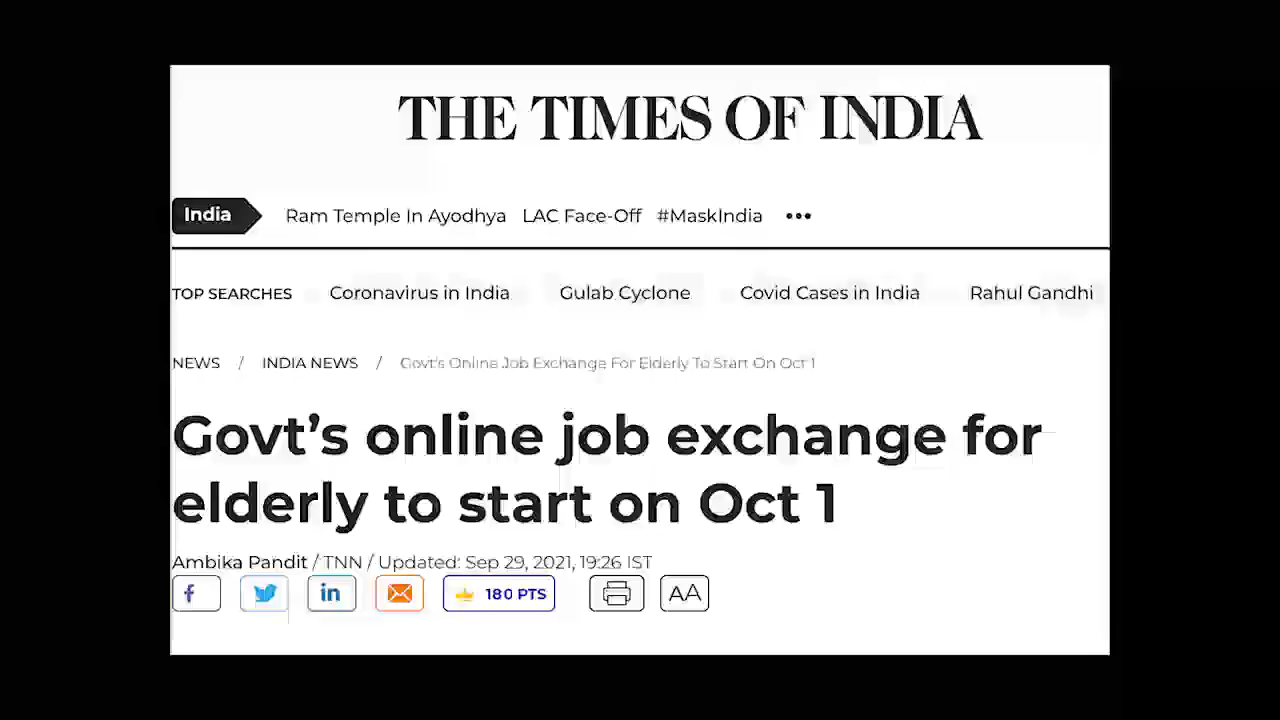 THE TIMES OF INDIA
India Ram Temple In Ayodhya LAC Face-Off #MaskIndia •••
TOP SEARCHES Coronavirus in India Gulab Cyclone Covid Cases in India Rahul Gandhi
NEWS / INDIA NEWS / Govt's Online Job Exchange For Elderly To Start On Oct 1
Govt's online job exchange for
elderly to start on Oct 1
Ambika Pandit / TNN / Updated: Sep 29, 2021, 19:26 IST
f in 180 PTS AA